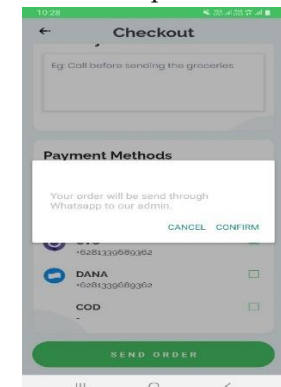 10:28
Checkout
Eg: Call before sending the groceries
Payment Methods
Your order will be send through
Whatsapp to our admin.
CANCEL CONFIRM
+6281339689362
DANA
+6281339689362
COD
-
SEND ORDER